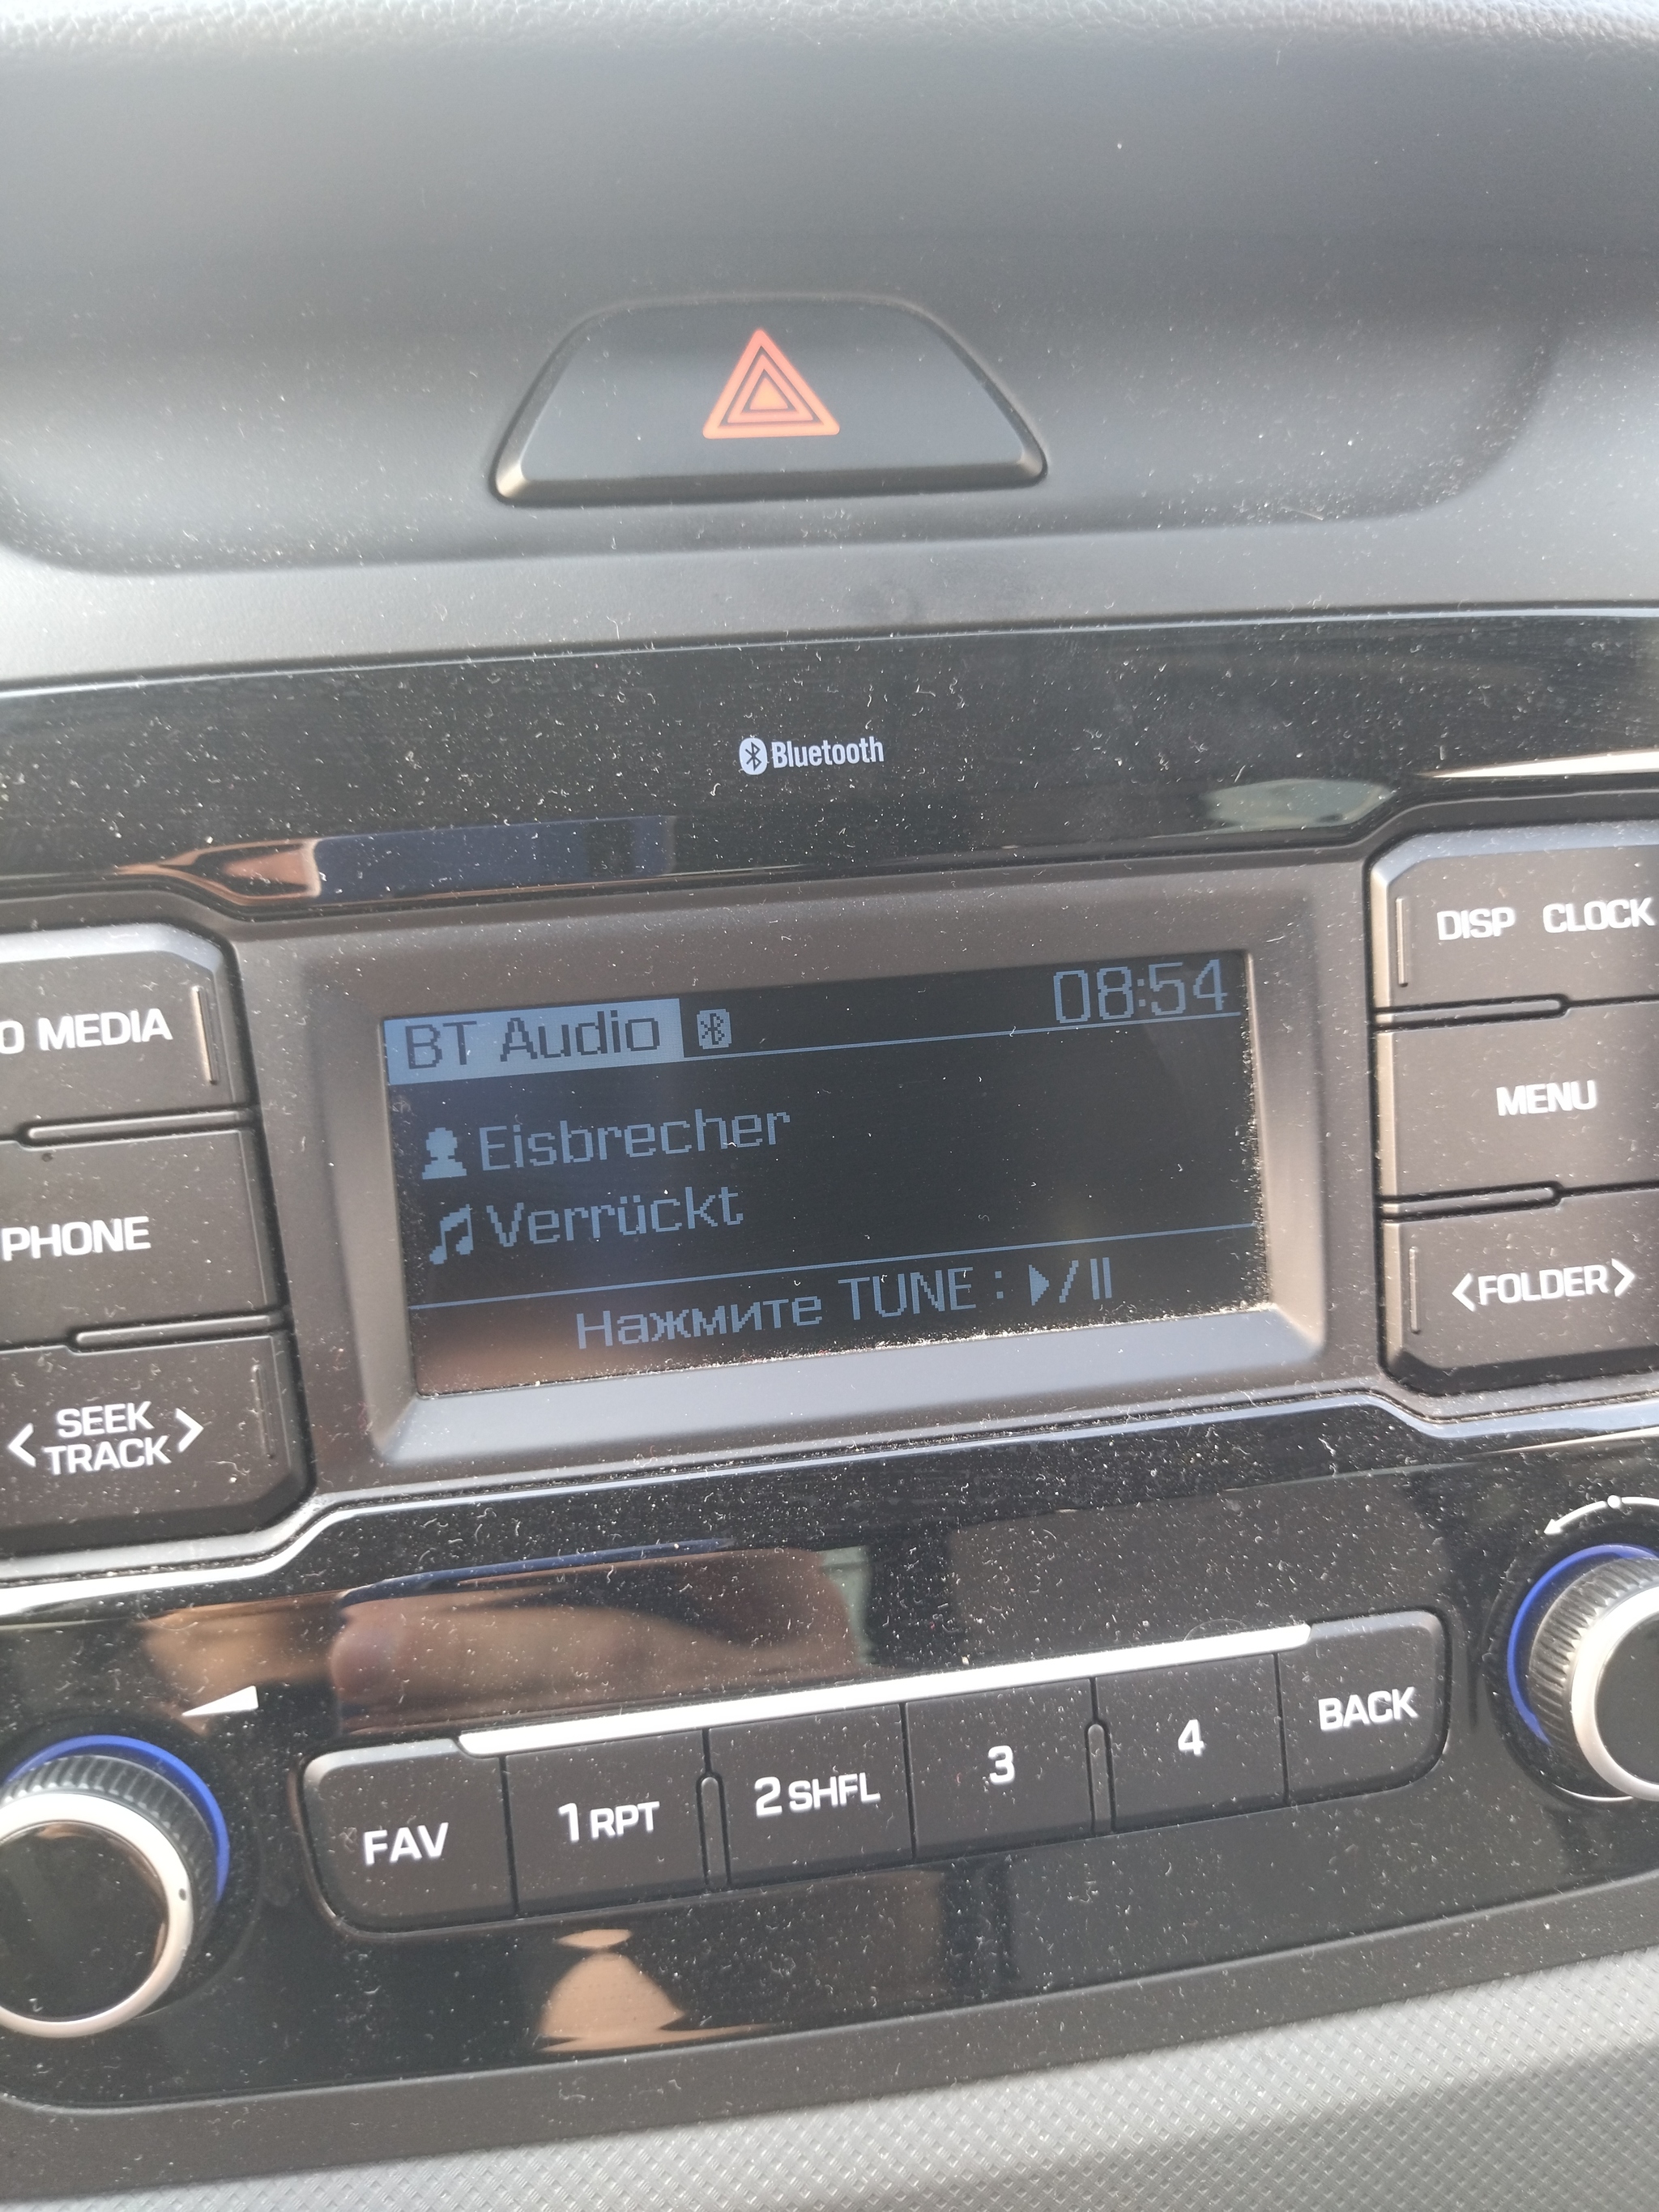 Bluetooth
DISP CLOCK
MEDIA
BT Audio 08:54
MENU
Eisbrecher
PHONE
Verrückt
<FOLDER>
Нажмите TUNE : ▶/II
< SEEK TRACK >
FAV
1 RPT
2 SHFL
3
4
BACK